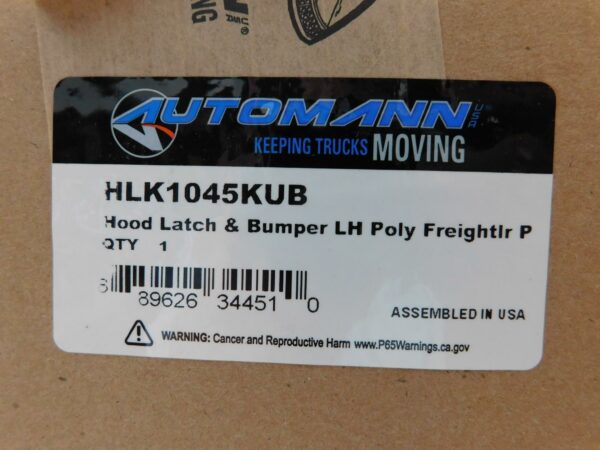 AUTOMANN USA®
KEEPING TRUCKS MOVING
HLK1045KUB
Hood Latch & Bumper LH Poly Freightlr P
QTY 1
89626 34451 0
ASSEMBLED IN USA
WARNING: Cancer and Reproductive Harm www.P65Warnings.ca.gov